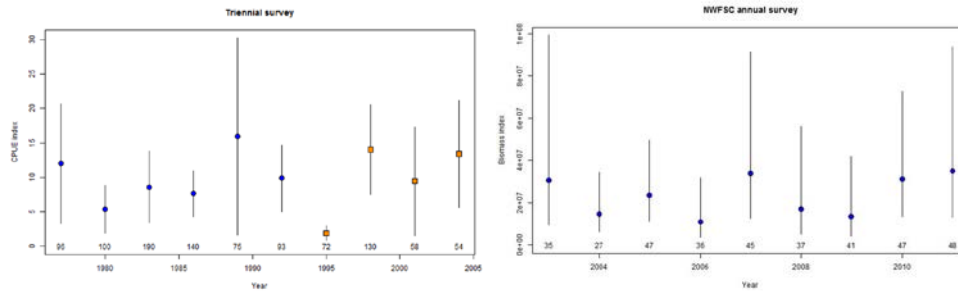 Triennial survey
CPUE index
30
25
20
15
10
5
0
95 100 190 140 75 93 72 130 58 54
1980 1985 1990 1995 2000 2005
Year
NWFSC annual survey
Biomass index
1e+08
8e+07
6e+07
4e+07
2e+07
0e+00
35 27 47 36 45 37 41 47 48
2004 2006 2008 2010
Year